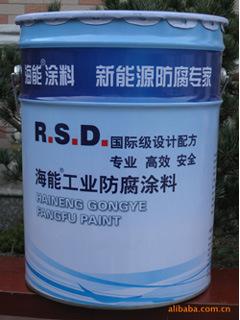 海能®涂料 新能源防腐专家
R.S.D. 国际级设计配方
专业 高效 安全
海能®工业防腐涂料
HAINENG GONGYE
FANGFU PAINT
alibaba.com.cn